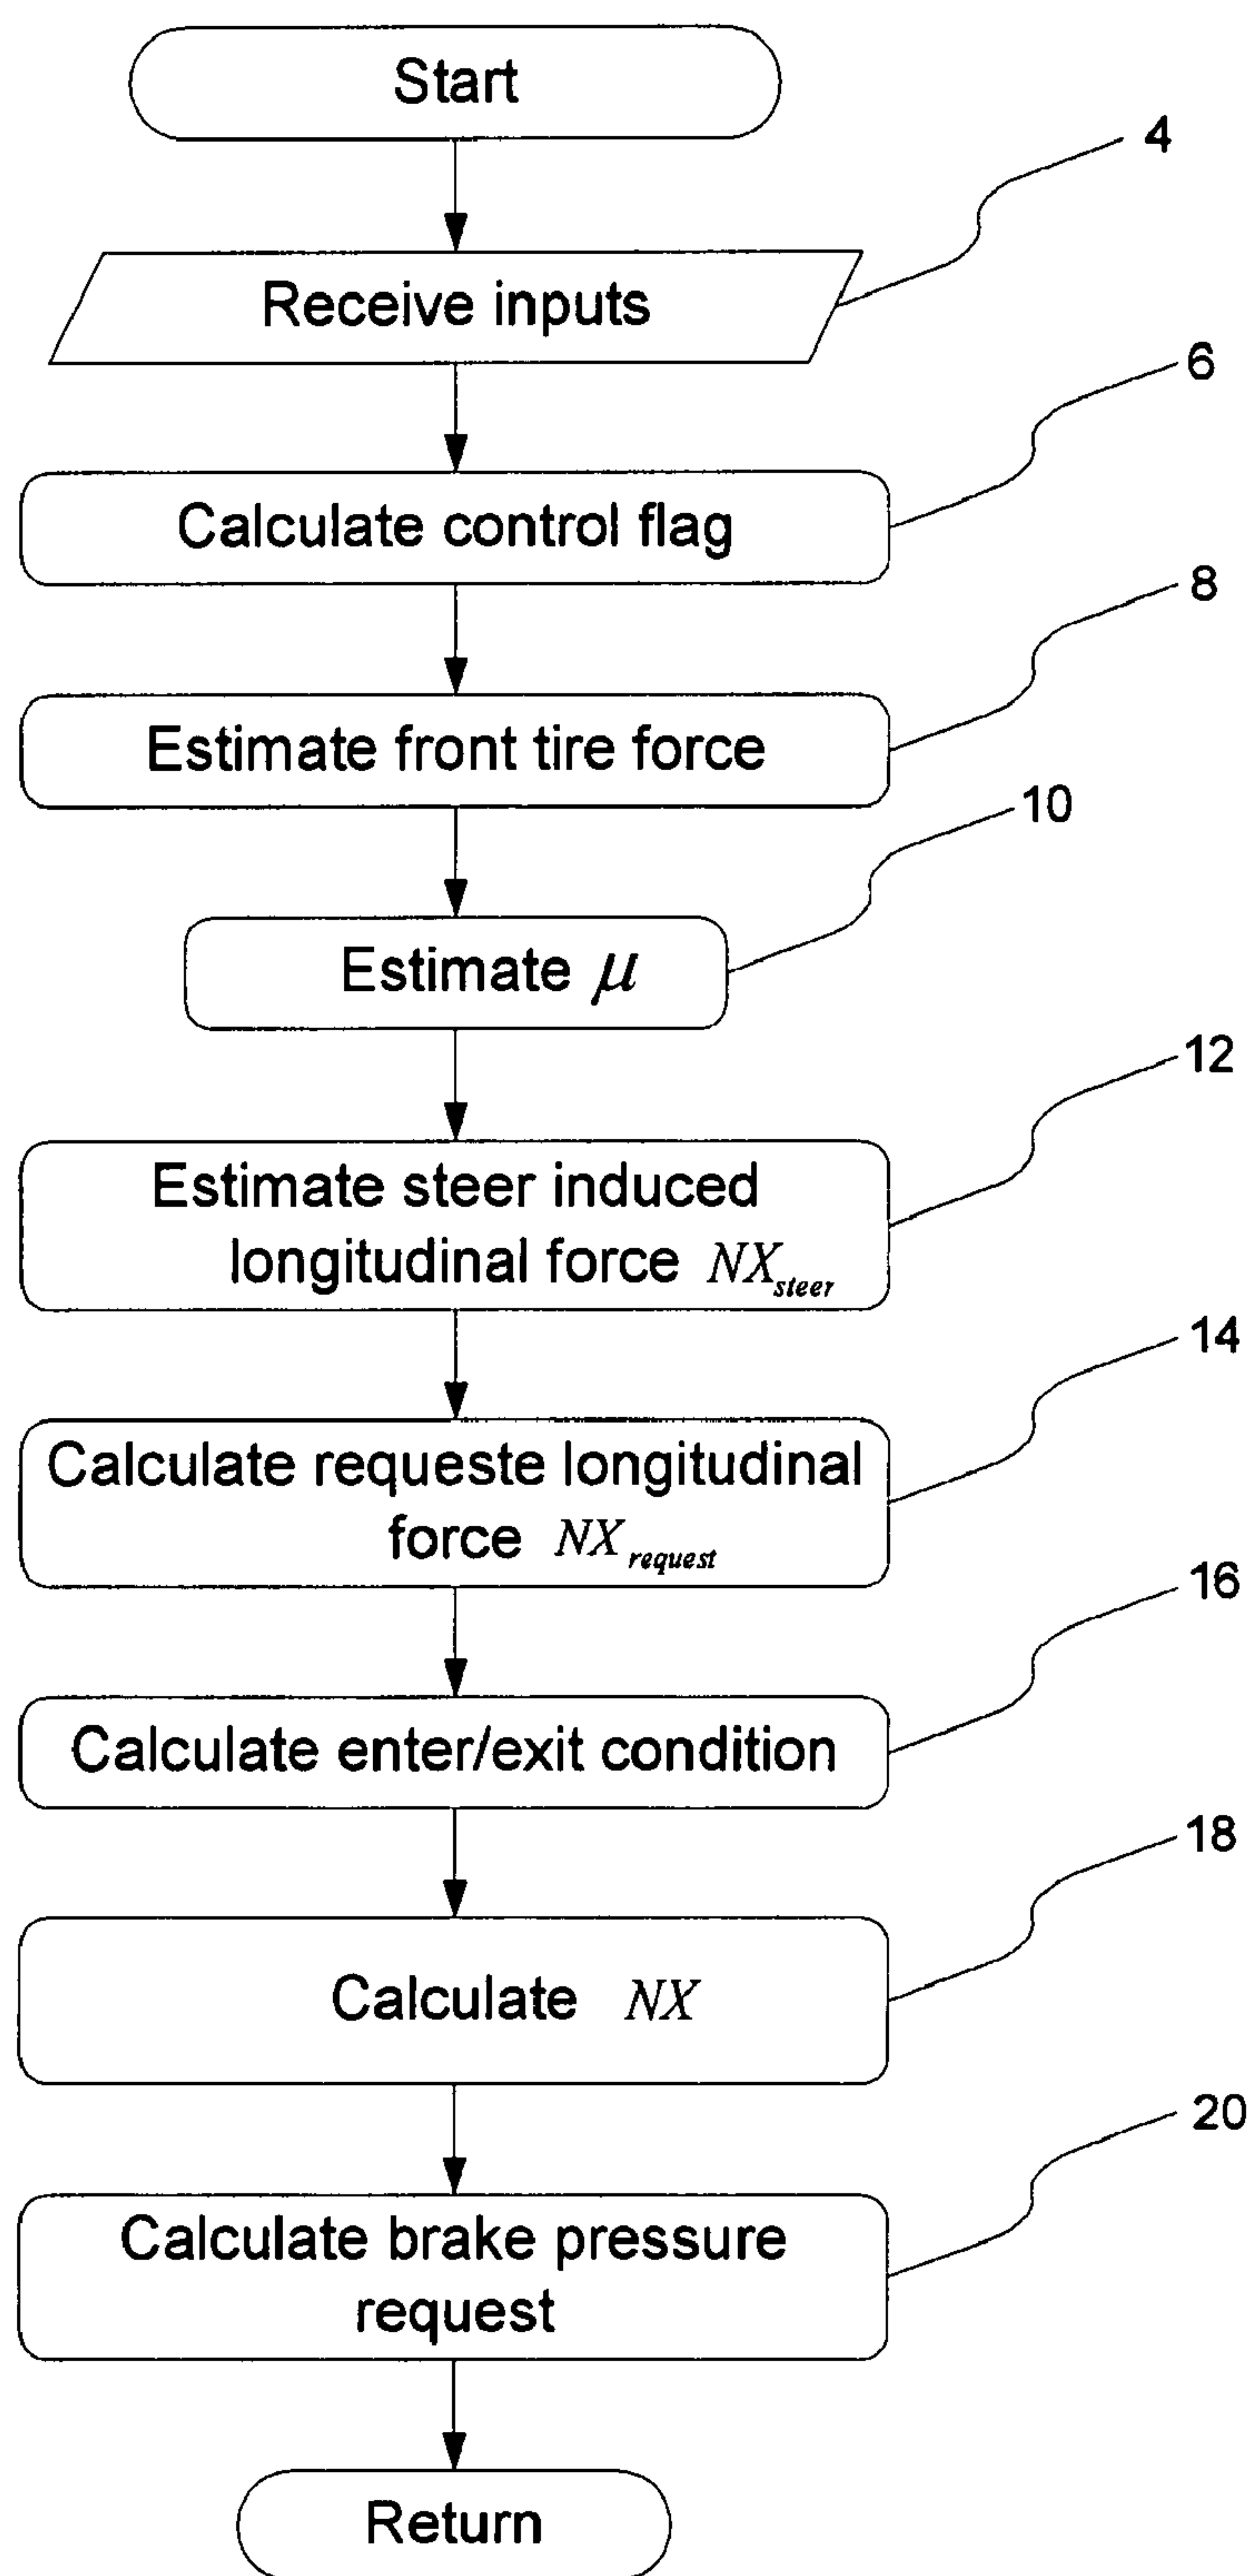 Start
4
Receive inputs
6
Calculate control flag
8
Estimate front tire force
10
Estimate μ
12
Estimate steer induced
longitudinal force NX_steer
14
Calculate requeste longitudinal
force NX_request
16
Calculate enter/exit condition
18
Calculate NX
20
Calculate brake pressure
request
Return